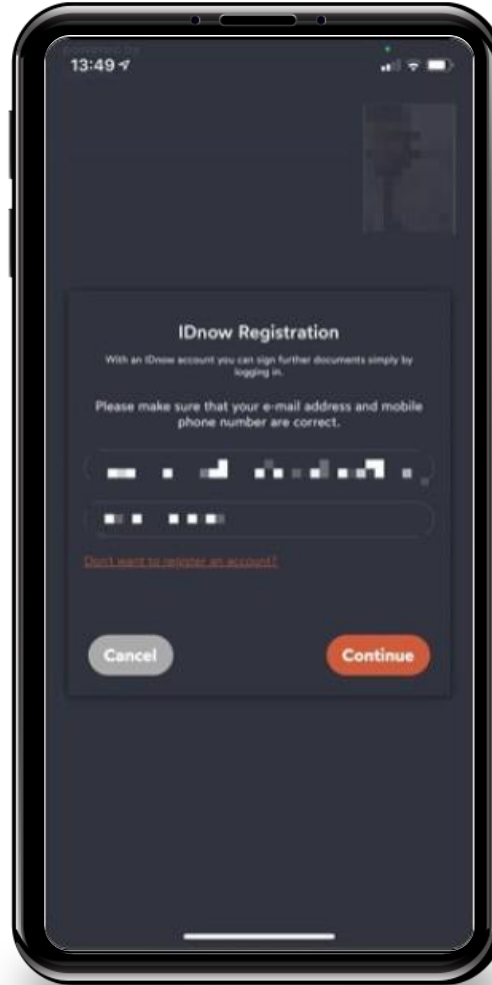 powered by
13:49
IDnow Registration
With an IDnow account you can sign further documents simply by
logging in.
Please make sure that your e-mail address and mobile
phone number are correct.
Don't want to register an account?
Cancel
Continue